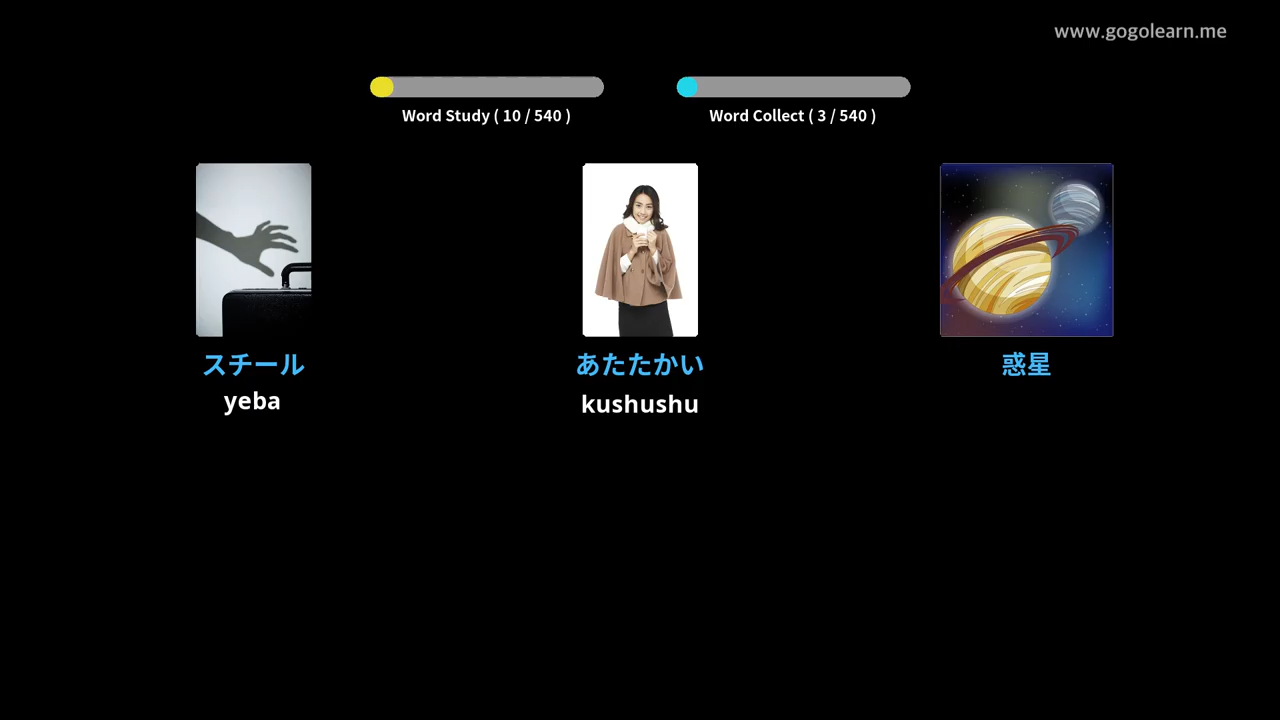 www.gogolearn.me
Word Study ( 10 / 540 )
Word Collect ( 3 / 540 )
スチール
yeba
あたたかい
kushushu
惑星